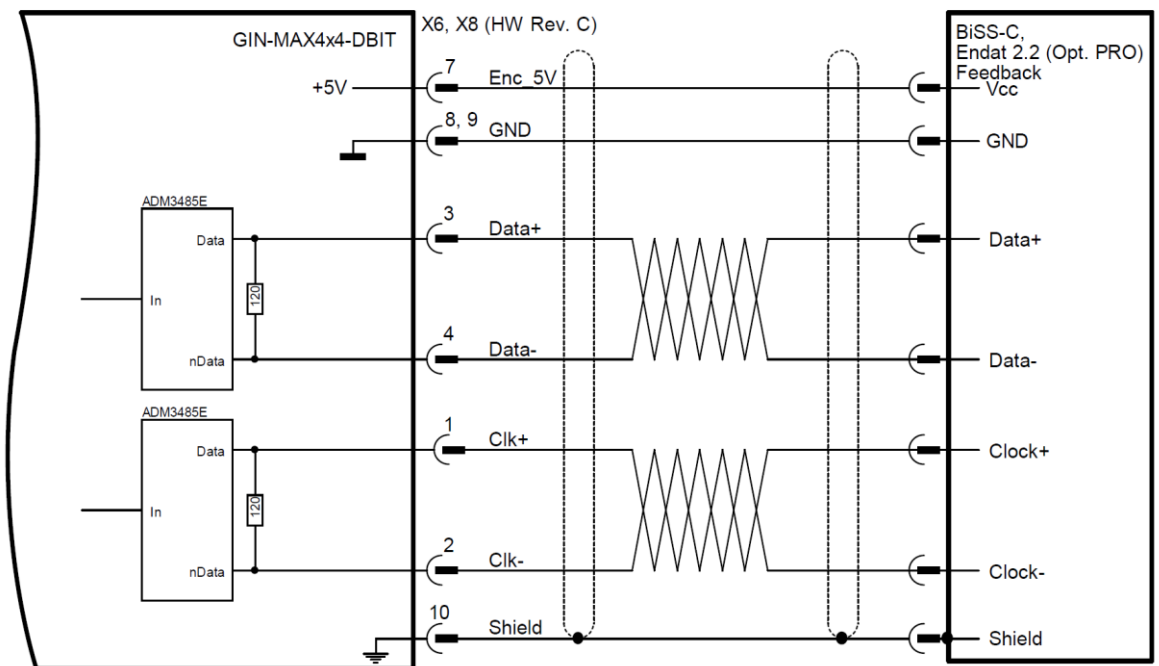 X6, X8 (HW Rev. C)
GIN-MAX4x4-DBIT
BiSS-C,
Endat 2.2 (Opt. PRO)
Feedback
+5V
7
Enc_5V
Vcc
8, 9
GND
GND
ADM3485E
Data
3
Data+
Data+
In
120
nData
4
Data-
Data-
ADM3485E
Data
1
Clk+
Clock+
In
120
nData
2
Clk-
Clock-
10
Shield
Shield